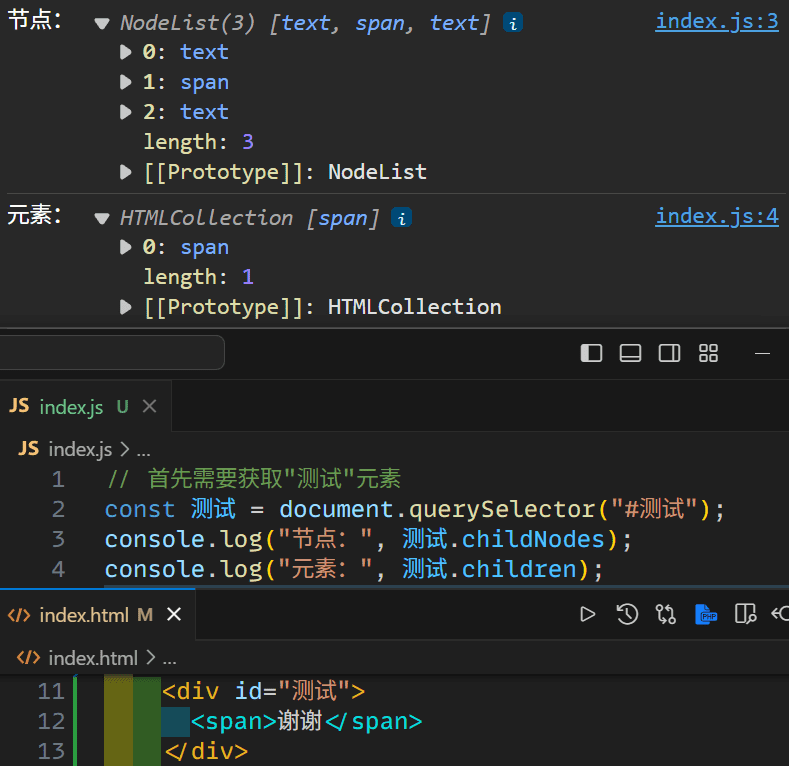 节点： ▼ NodeList(3) [text, span, text] i index.js:3
▶ 0: text
▶ 1: span
▶ 2: text
length: 3
▶ [[Prototype]]: NodeList
元素： ▼ HTMLCollection [span] i index.js:4
▶ 0: span
length: 1
▶ [[Prototype]]: HTMLCollection
JS index.js U ×
JS index.js > ...
1 // 首先需要获取"测试"元素
2 const 测试 = document.querySelector("#测试");
3 console.log("节点：", 测试.childNodes);
4 console.log("元素：", 测试.children);
</> index.html M ×
PHP
</> index.html > ...
11 <div id="测试">
12 <span>谢谢</span>
13 </div>